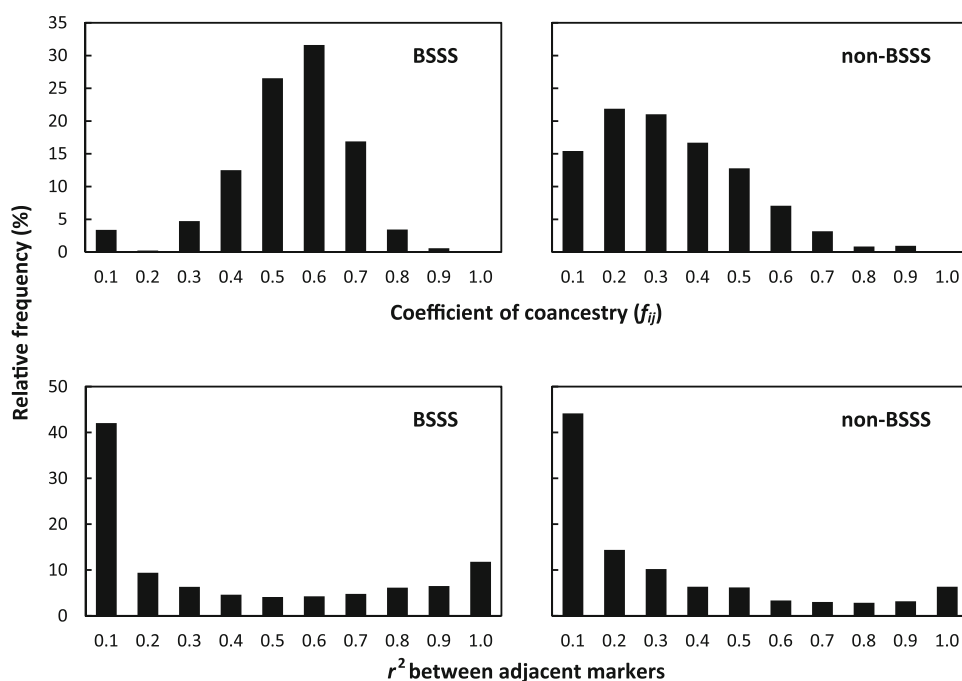 Relative frequency (%)
35
30
25
20
15
10
5
0
BSSS
non-BSSS
0.1 0.2 0.3 0.4 0.5 0.6 0.7 0.8 0.9 1.0
0.1 0.2 0.3 0.4 0.5 0.6 0.7 0.8 0.9 1.0
Coefficient of coancestry (fij)
50
40
30
20
10
0
BSSS
non-BSSS
0.1 0.2 0.3 0.4 0.5 0.6 0.7 0.8 0.9 1.0
0.1 0.2 0.3 0.4 0.5 0.6 0.7 0.8 0.9 1.0
r² between adjacent markers